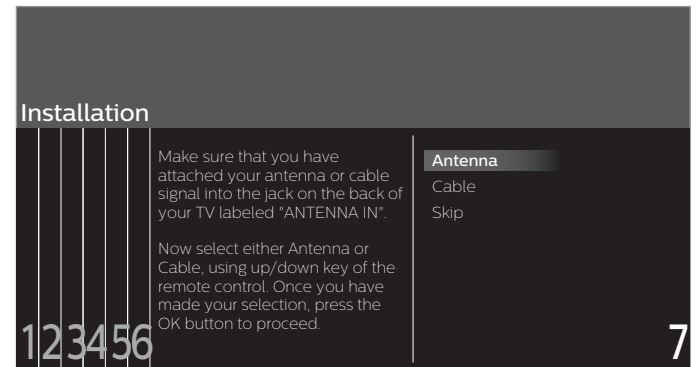 Installation
Make sure that you have
attached your antenna or cable
signal into the jack on the back of
your TV labeled "ANTENNA IN".
Now select either Antenna or
Cable, using up/down key of the
remote control. Once you have
made your selection, press the
OK button to proceed.
Antenna
Cable
Skip
123456
7